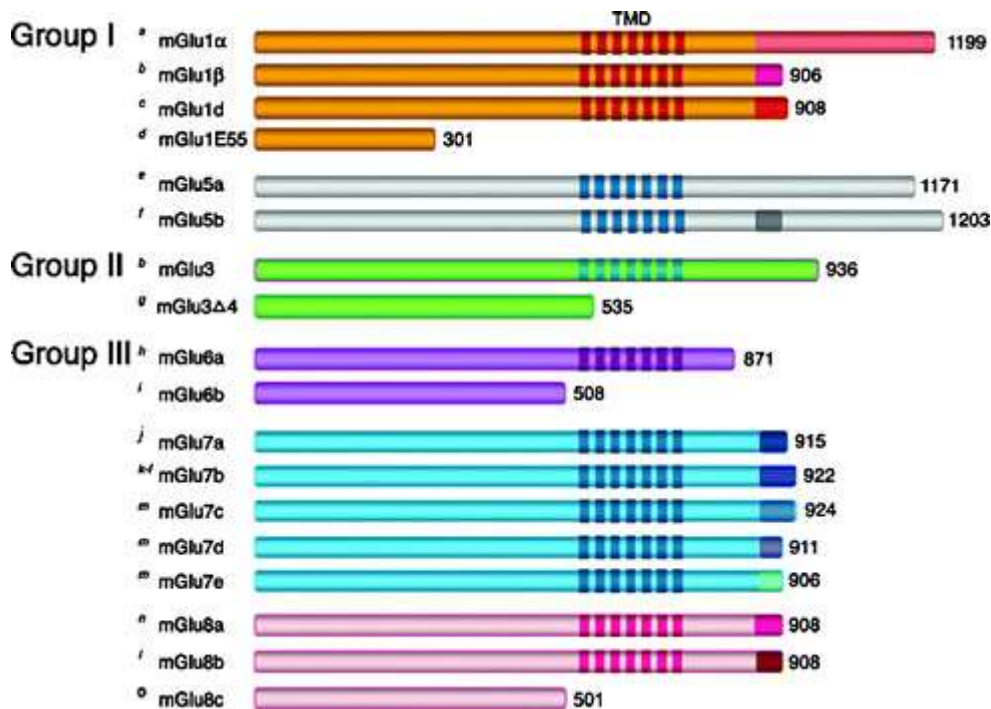 TMD
Group I a mGlu1α 1199
b mGlu1β 906
c mGlu1d 908
d mGlu1E55 301
e mGlu5a 1171
f mGlu5b 1203
Group II b mGlu3 936
g mGlu3Δ4 535
Group III h mGlu6a 871
i mGlu6b 508
j mGlu7a 915
k-l mGlu7b 922
m mGlu7c 924
m mGlu7d 911
m mGlu7e 906
n mGlu8a 908
mGlu8b 908
o mGlu8c 501